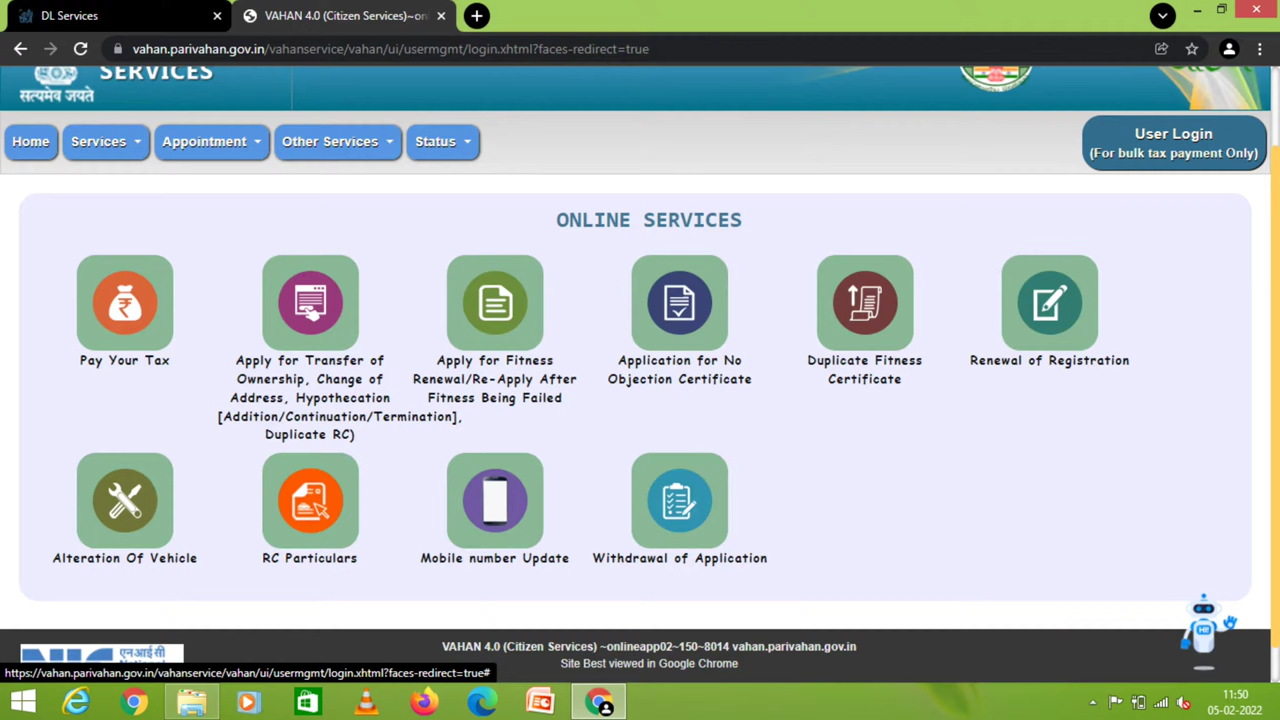 DL Services
VAHAN 4.0 (Citizen Services)~on
vahan.parivahan.gov.in/vahanservice/vahan/ui/usermgmt/login.xhtml?faces-redirect=true
सत्यमेव जयते
SERVICES
Home
Services
Appointment
Other Services
Status
User Login
(For bulk tax payment Only)
ONLINE SERVICES
Pay Your Tax
Apply for Transfer of
Ownership, Change of
Address, Hypothecation
[Addition/Continuation/Termination],
Duplicate RC)
Apply for Fitness
Renewal/Re-Apply After
Fitness Being Failed
Application for No
Objection Certificate
Duplicate Fitness
Certificate
Renewal of Registration
Alteration Of Vehicle
RC Particulars
Mobile number Update
Withdrawal of Application
एन आई सी
VAHAN 4.0 (Citizen Services) ~onlineapp02~150~8014 vahan.parivahan.gov.in
Site Best viewed in Google Chrome
https://vahan.parivahan.gov.in/vahanservice/vahan/ui/usermgmt/login.xhtml?faces-redirect=true#
11:50
05-02-2022